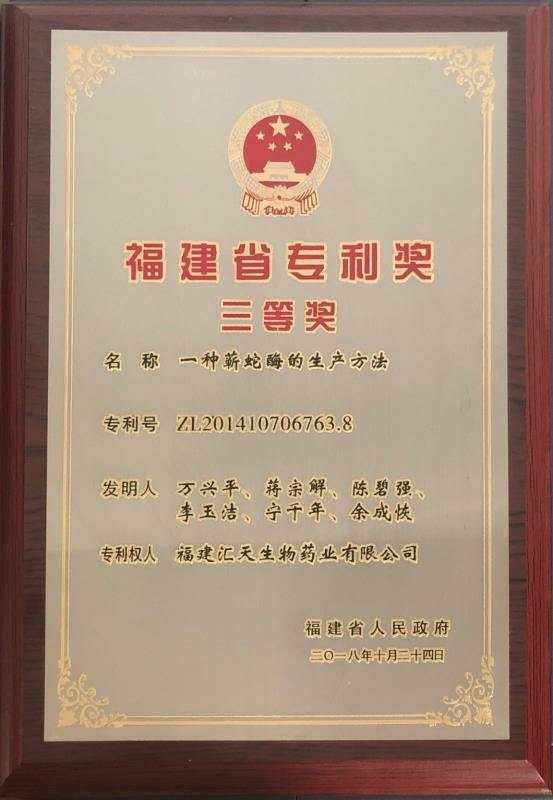 福建省专利奖
三等奖
名 称 一种蕲蛇酶的生产方法
专利号 ZL201410706763.8
发明人 万兴平、蒋宗解、陈碧强、
李玉洁、宁千年、余成恢
专利权人 福建汇天生物药业有限公司
福建省人民政府
二〇一八年十月二十四日